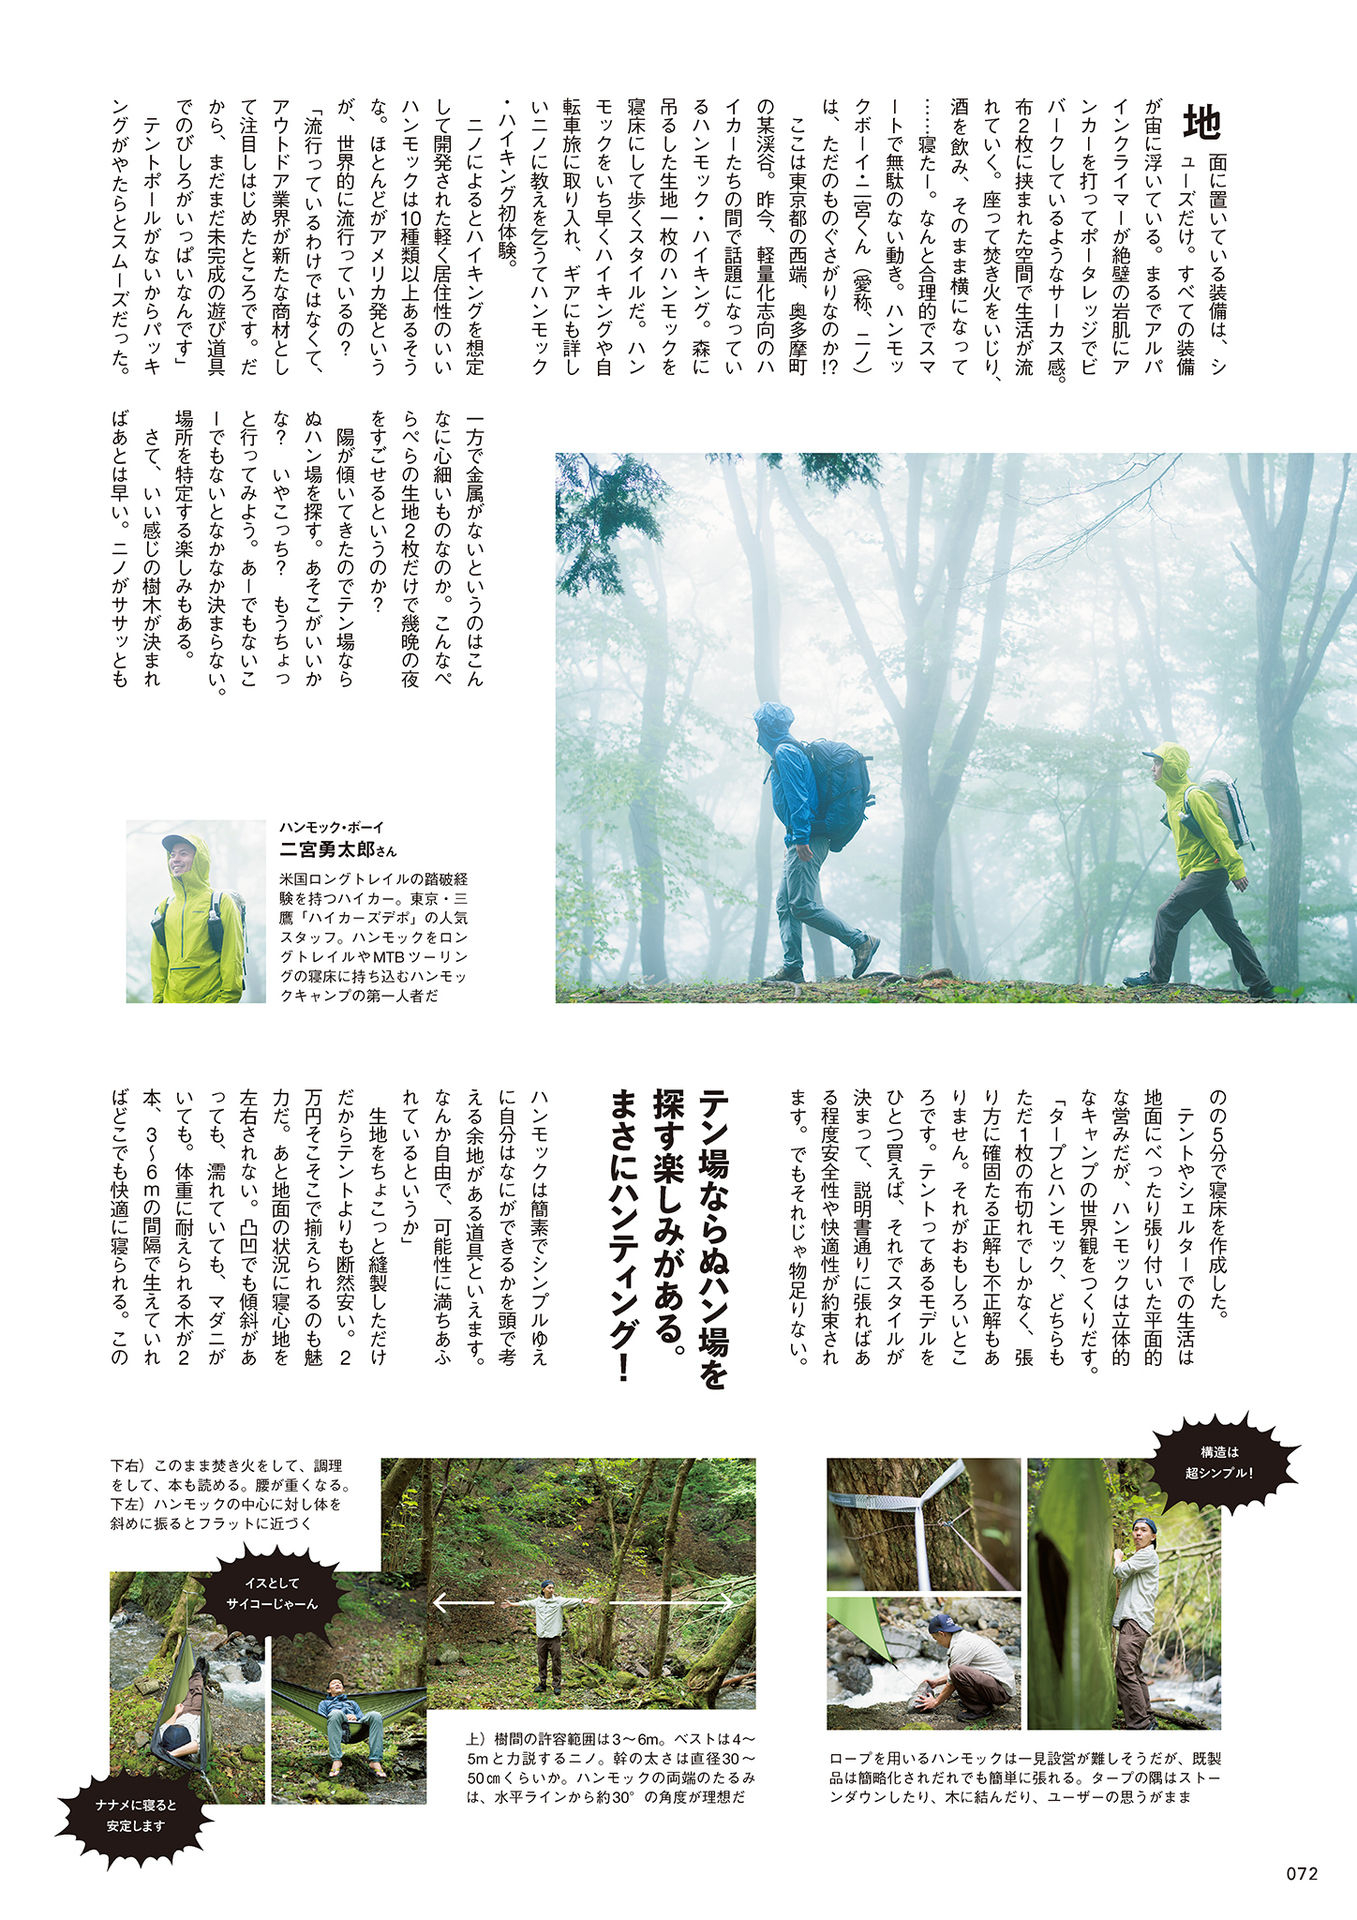 地
面に置いている装備は、シ
ューズだけ。すべての装備
が宙に浮いている。まるでアルパ
インクライマーが絶壁の岩肌にア
ンカーを打ってポータレッジでビ
バークしているようなサーカス感。
布2枚に挟まれた空間で生活が流
れていく。座って焚き火をいじり、
酒を飲み、そのまま横になって
……寝たー。なんと合理的でスマ
ートで無駄のない動き。ハンモッ
クボーイ・二宮くん（愛称、ニノ）
は、ただのものぐさがりなのか!?
ここは東京都の西端、奥多摩町
の某渓谷。昨今、軽量化志向のハ
イカーたちの間で話題になってい
るハンモック・ハイキング。森に
吊るした生地一枚のハンモックを
寝床にして歩くスタイルだ。ハン
モックをいち早くハイキングや自
転車旅に取り入れ、ギアにも詳し
いニノに教えを乞うてハンモック
・ハイキング初体験。
ニノによるとハイキングを想定
して開発された軽く居住性のいい
ハンモックは10種類以上あるそう
な。ほとんどがアメリカ発という
が、世界的に流行っているの？
「流行っているわけではなくて、
アウトドア業界が新たな商材とし
て注目しはじめたところです。だ
から、まだまだ未完成の遊び道具
でのびしろがいっぱいなんです」
テントポールがないからパッキ
ングがやたらとスムーズだった。
一方で金属がないというのはこん
なに心細いものなのか。こんなぺ
らぺらの生地2枚だけで幾晩の夜
をすごせるというのか？
陽が傾いてきたのでテン場なら
ぬハン場を探す。あそこがいいか
な？　いやこっち？　もうちょっ
と行ってみよう。あーでもないこ
ーでもないとなかなか決まらない。
場所を特定する楽しみもある。
さて、いい感じの樹木が決まれ
ばあとは早い。ニノがササッとも
ハンモック・ボーイ
二宮勇太郎さん
米国ロングトレイルの踏破経
験を持つハイカー。東京・三
鷹「ハイカーズデポ」の人気
スタッフ。ハンモックをロン
グトレイルやMTBツーリン
グの寝床に持ち込むハンモッ
クキャンプの第一人者だ
のの5分で寝床を作成した。
テントやシェルターでの生活は
地面にべったり張り付いた平面的
な営みだが、ハンモックは立体的
なキャンプの世界観をつくりだす。
「タープとハンモック、どちらも
ただ1枚の布切れでしかなく、張
り方に確固たる正解も不正解もあ
りません。それがおもしろいとこ
ろです。テントってあるモデルを
ひとつ買えば、それでスタイルが
決まって、説明書通りに張ればあ
る程度安全性や快適性が約束され
ます。でもそれじゃ物足りない。
テン場ならぬハン場を
探す楽しみがある。
まさにハンティング！
ハンモックは簡素でシンプルゆえ
に自分はなにができるかを頭で考
える余地がある道具といえます。
なんか自由で、可能性に満ちあふ
れているというか」
生地をちょこっと縫製しただけ
だからテントよりも断然安い。2
万円そこそこで揃えられるのも魅
力だ。あと地面の状況に寝心地を
左右されない。凸凹でも傾斜があ
っても、濡れていても、マダニが
いても。体重に耐えられる木が2
本、3〜6mの間隔で生えていれ
ばどこでも快適に寝られる。この
構造は
超シンプル！
ロープを用いるハンモックは一見設営が難しそうだが、既製
品は簡略化されだれでも簡単に張れる。タープの隅はストー
ンダウンしたり、木に結んだり、ユーザーの思うがまま
上）樹間の許容範囲は3〜6m。ベストは4〜
5mと力説するニノ。幹の太さは直径30〜
50㎝くらいか。ハンモックの両端のたるみ
は、水平ラインから約30°の角度が理想だ
下右）このまま焚き火をして、調理
をして、本も読める。腰が重くなる。
下左）ハンモックの中心に対し体を
斜めに振るとフラットに近づく
イスとして
サイコーじゃーん
ナナメに寝ると
安定します
072